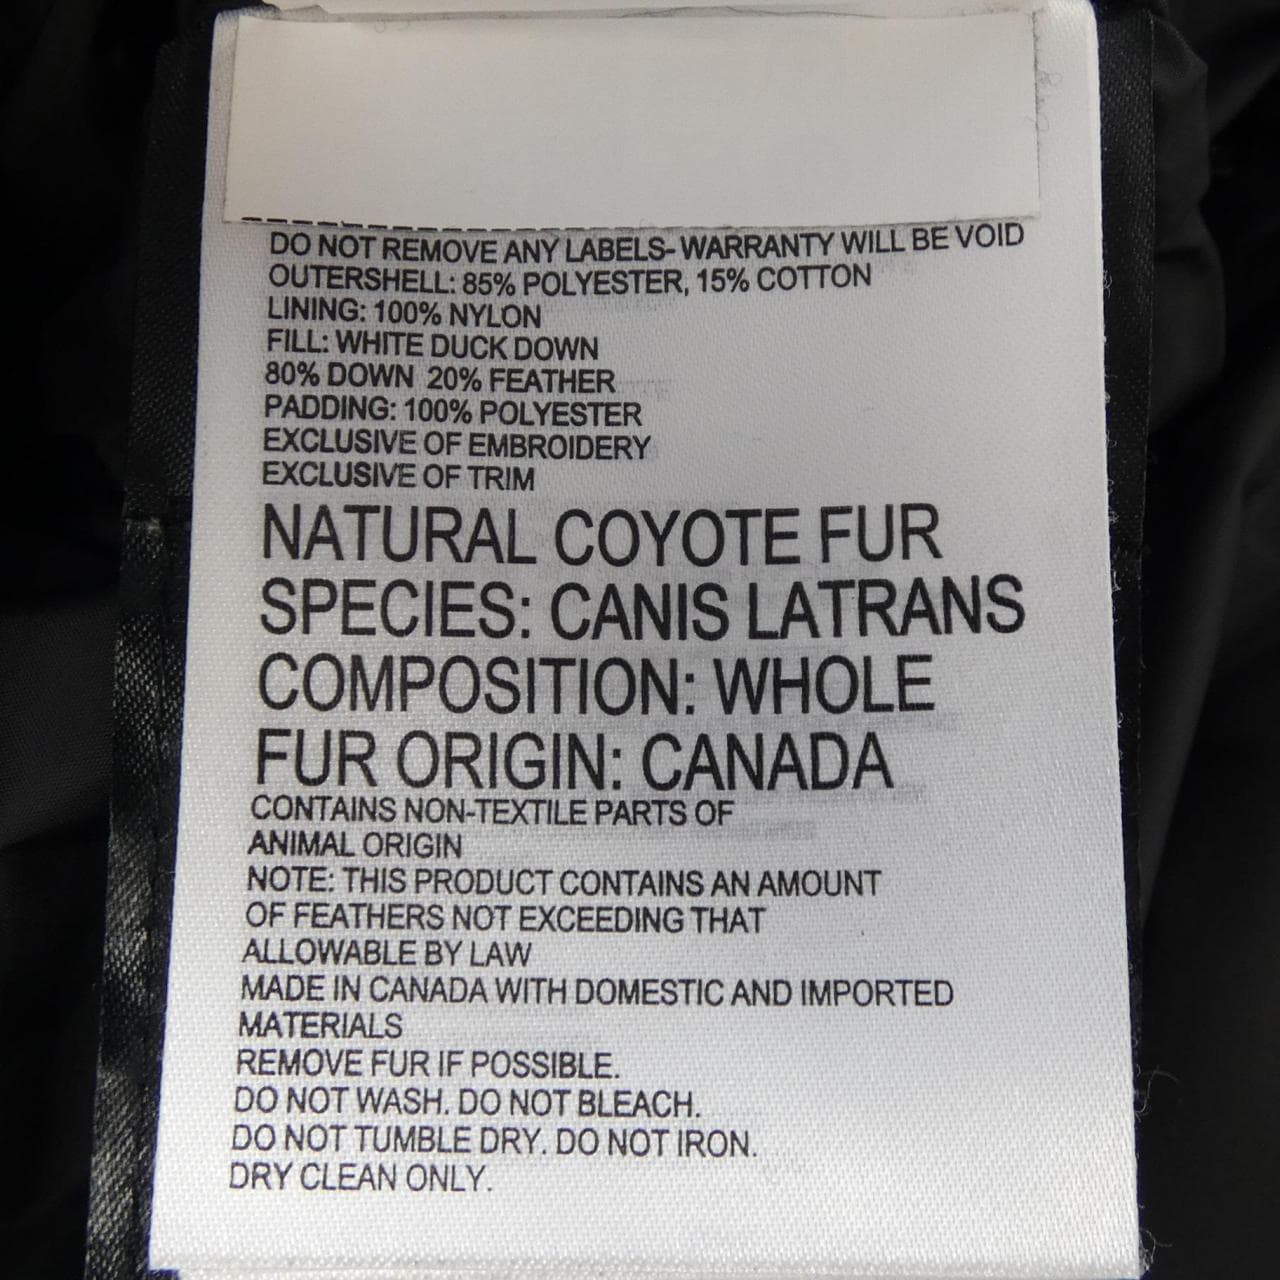 DO NOT REMOVE ANY LABELS- WARRANTY WILL BE VOID
OUTERSHELL: 85% POLYESTER, 15% COTTON
LINING: 100% NYLON
FILL: WHITE DUCK DOWN
80% DOWN 20% FEATHER
PADDING: 100% POLYESTER
EXCLUSIVE OF EMBROIDERY
EXCLUSIVE OF TRIM
NATURAL COYOTE FUR
SPECIES: CANIS LATRANS
COMPOSITION: WHOLE
FUR ORIGIN: CANADA
CONTAINS NON-TEXTILE PARTS OF
ANIMAL ORIGIN
NOTE: THIS PRODUCT CONTAINS AN AMOUNT
OF FEATHERS NOT EXCEEDING THAT
ALLOWABLE BY LAW
MADE IN CANADA WITH DOMESTIC AND IMPORTED
MATERIALS
REMOVE FUR IF POSSIBLE.
DO NOT WASH. DO NOT BLEACH.
DO NOT TUMBLE DRY. DO NOT IRON.
DRY CLEAN ONLY.